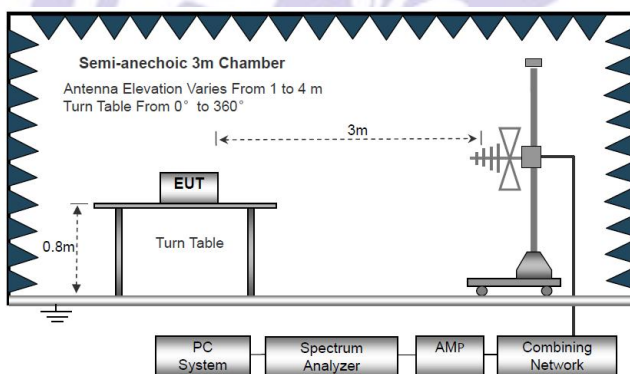 Semi-anechoic 3m Chamber
Antenna Elevation Varies From 1 to 4 m
Turn Table From 0° to 360°
3m
EUT
0.8m
Turn Table
PC
System
Spectrum
Analyzer
AMP
Combining
Network